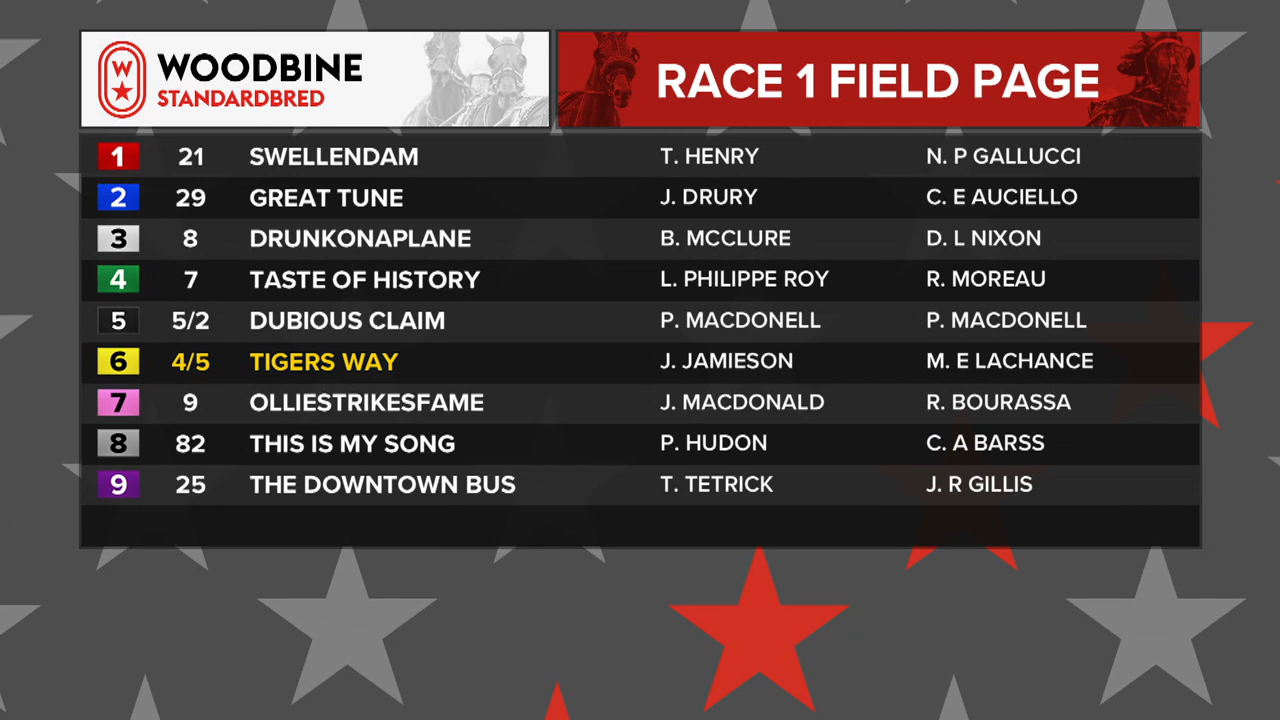 W
WOODBINE
STANDARDBRED
RACE 1 FIELD PAGE
1 21 SWELLENDAM T. HENRY N. P GALLUCCI
2 29 GREAT TUNE J. DRURY C. E AUCIELLO
3 8 DRUNKONAPLANE B. MCCLURE D. L NIXON
4 7 TASTE OF HISTORY L. PHILIPPE ROY R. MOREAU
5 5/2 DUBIOUS CLAIM P. MACDONELL P. MACDONELL
6 4/5 TIGERS WAY J. JAMIESON M. E LACHANCE
7 9 OLLIESTRIKESFAME J. MACDONALD R. BOURASSA
8 82 THIS IS MY SONG P. HUDON C. A BARSS
9 25 THE DOWNTOWN BUS T. TETRICK J. R GILLIS